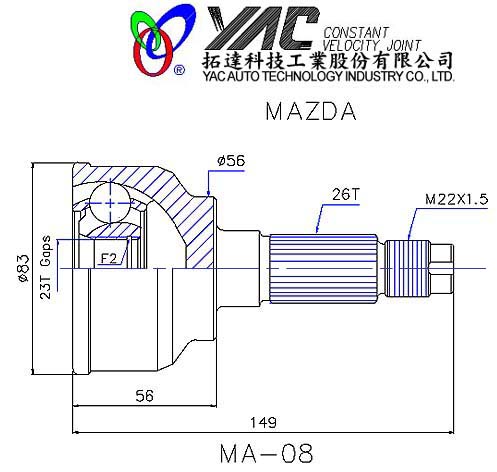 YAC CONSTANT
VELOCITY JOINT
®
拓達科技工業股份有限公司
YAC AUTO TECHNOLOGY INDUSTRY CO., LTD.
MAZDA
ø56
26T
M22X1.5
ø83
23T Gaps
F2
56
149
MA-08